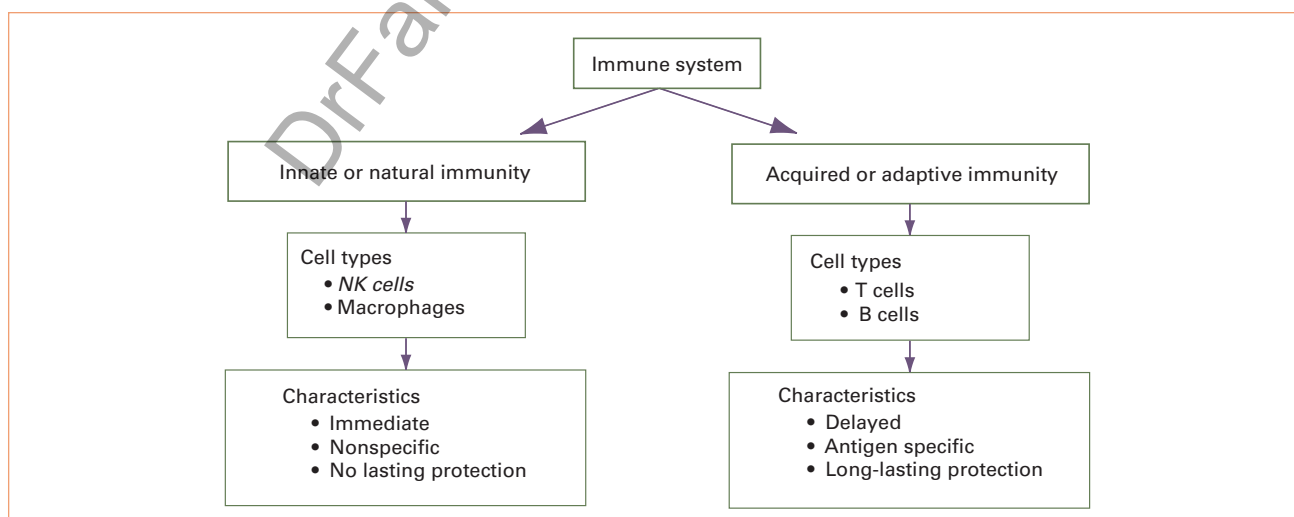 DrFa
Immune system
Innate or natural immunity
Acquired or adaptive immunity
Cell types
• NK cells
• Macrophages
Cell types
• T cells
• B cells
Characteristics
• Immediate
• Nonspecific
• No lasting protection
Characteristics
• Delayed
• Antigen specific
• Long-lasting protection